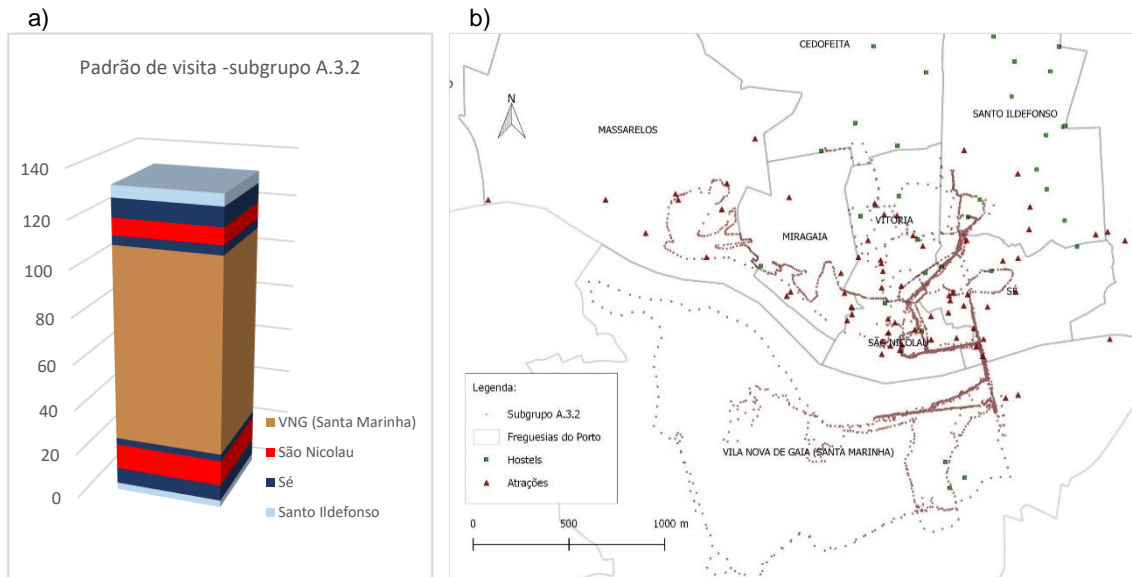 a)
Padrão de visita -subgrupo A.3.2
140
120
100
80
60
40
20
0
VNG (Santa Marinha)
São Nicolau
Sé
Santo Ildefonso
b)
CEDOFEITA
N
SANTO ILDEFONSO
MASSARELOS
VITÓRIA
MIRAGAIA
SÉ
SÃO NICOLAU
Legenda:
Subgrupo A.3.2
Freguesias do Porto
Hostels
Atrações
VILA NOVA DE GAIA (SANTA MARINHA)
0 500 1000 m